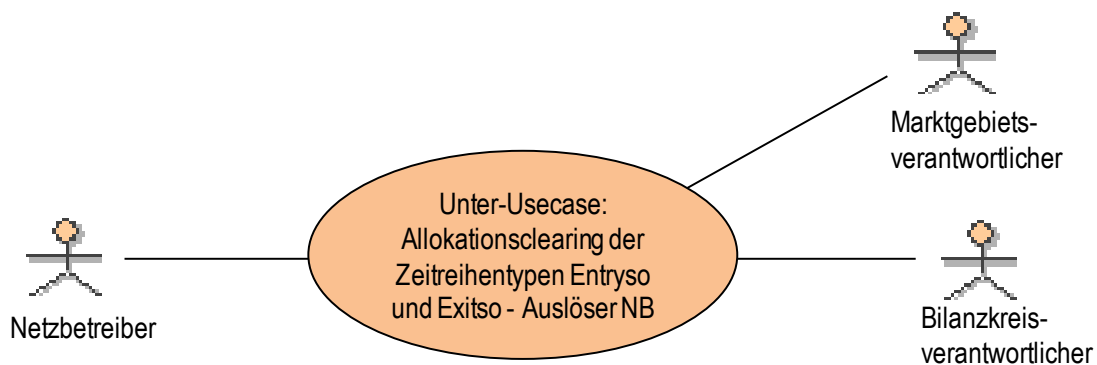 Marktgebiets-
verantwortlicher
Unter-Usecase:
Allokationsclearing der
Zeitreihentypen Entryso
und Exitso - Auslöser NB
Netzbetreiber
Bilanzkreis-
verantwortlicher